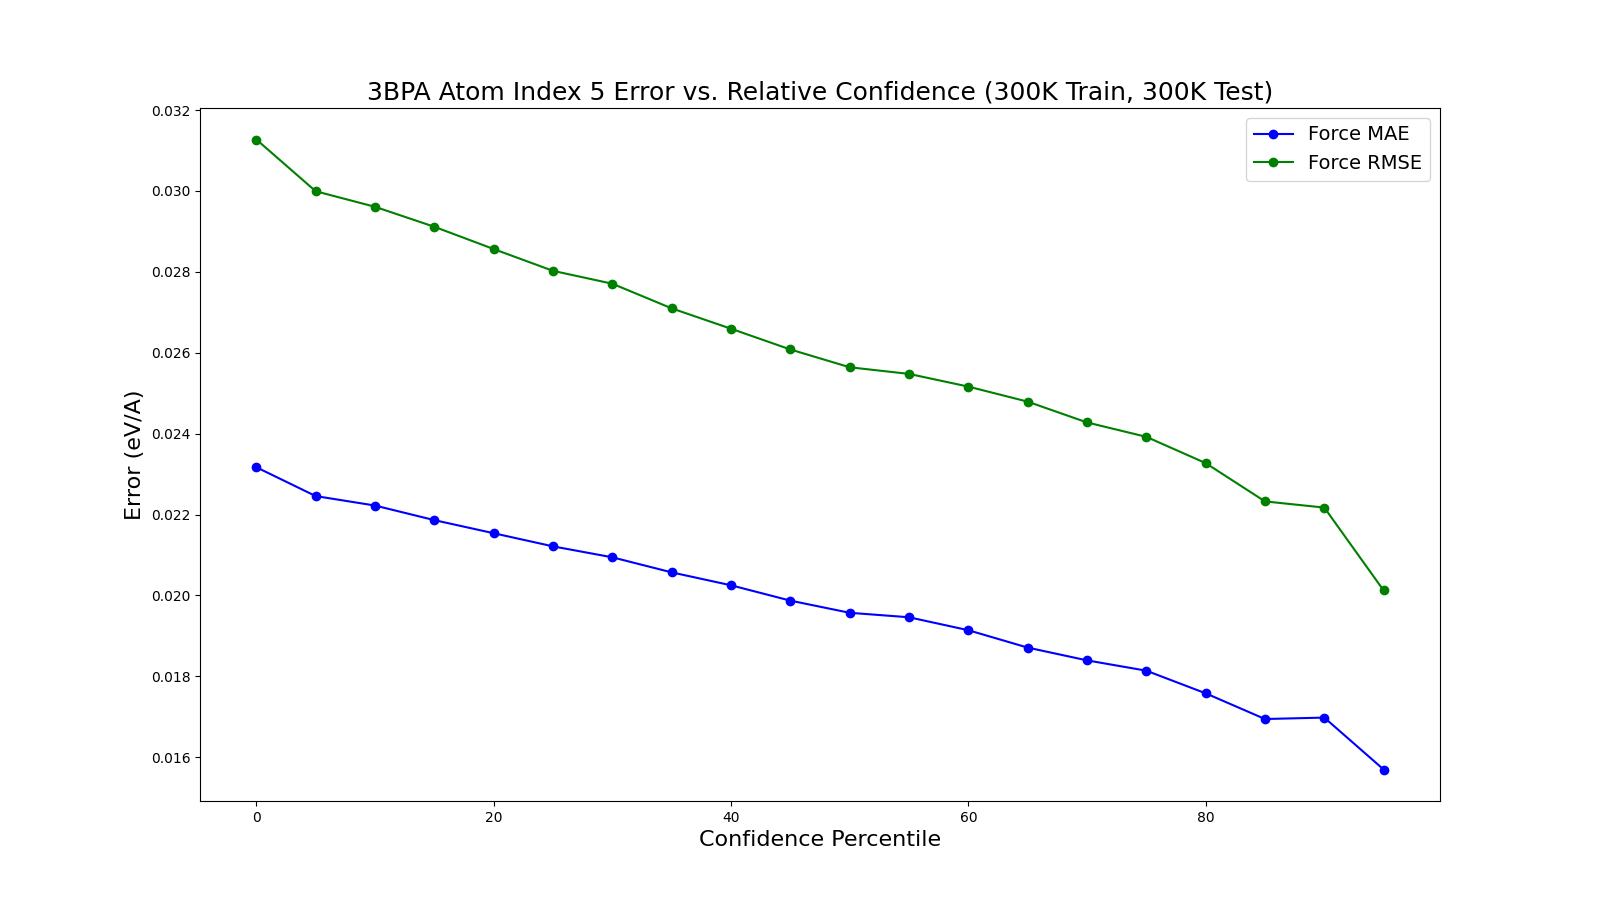 3BPA Atom Index 5 Error vs. Relative Confidence (300K Train, 300K Test)
Force MAE
Force RMSE
Error (eV/A)
0.032
0.030
0.028
0.026
0.024
0.022
0.020
0.018
0.016
0 20 40 60 80
Confidence Percentile